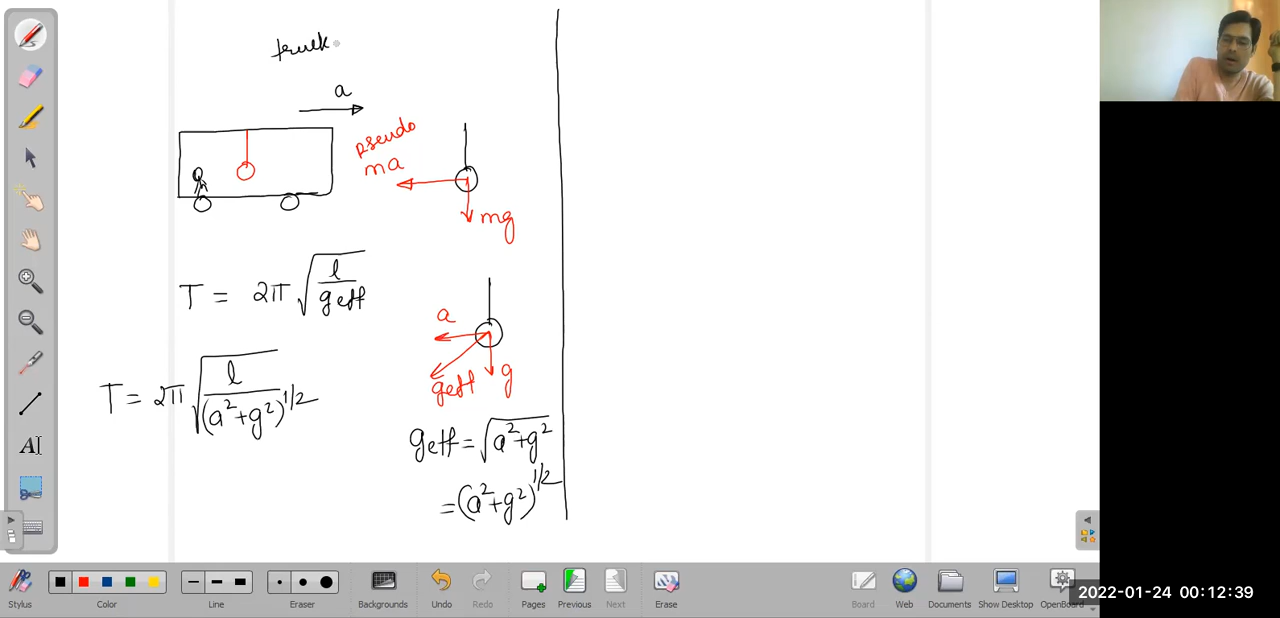 truck
a
pseudo
ma
mg
T = 2π √(l/geff)
a
geff
g
T = 2π √(l/(a²+g²)^1/2)
geff = √(a²+g²)
= (a²+g²)^1/2
AI
Stylus
Color
Line
Eraser
Backgrounds
Undo
Redo
Pages
Previous
Next
Erase
Board
Web
Documents
Show Desktop
OpenBoard
2022-01-24 00:12:39